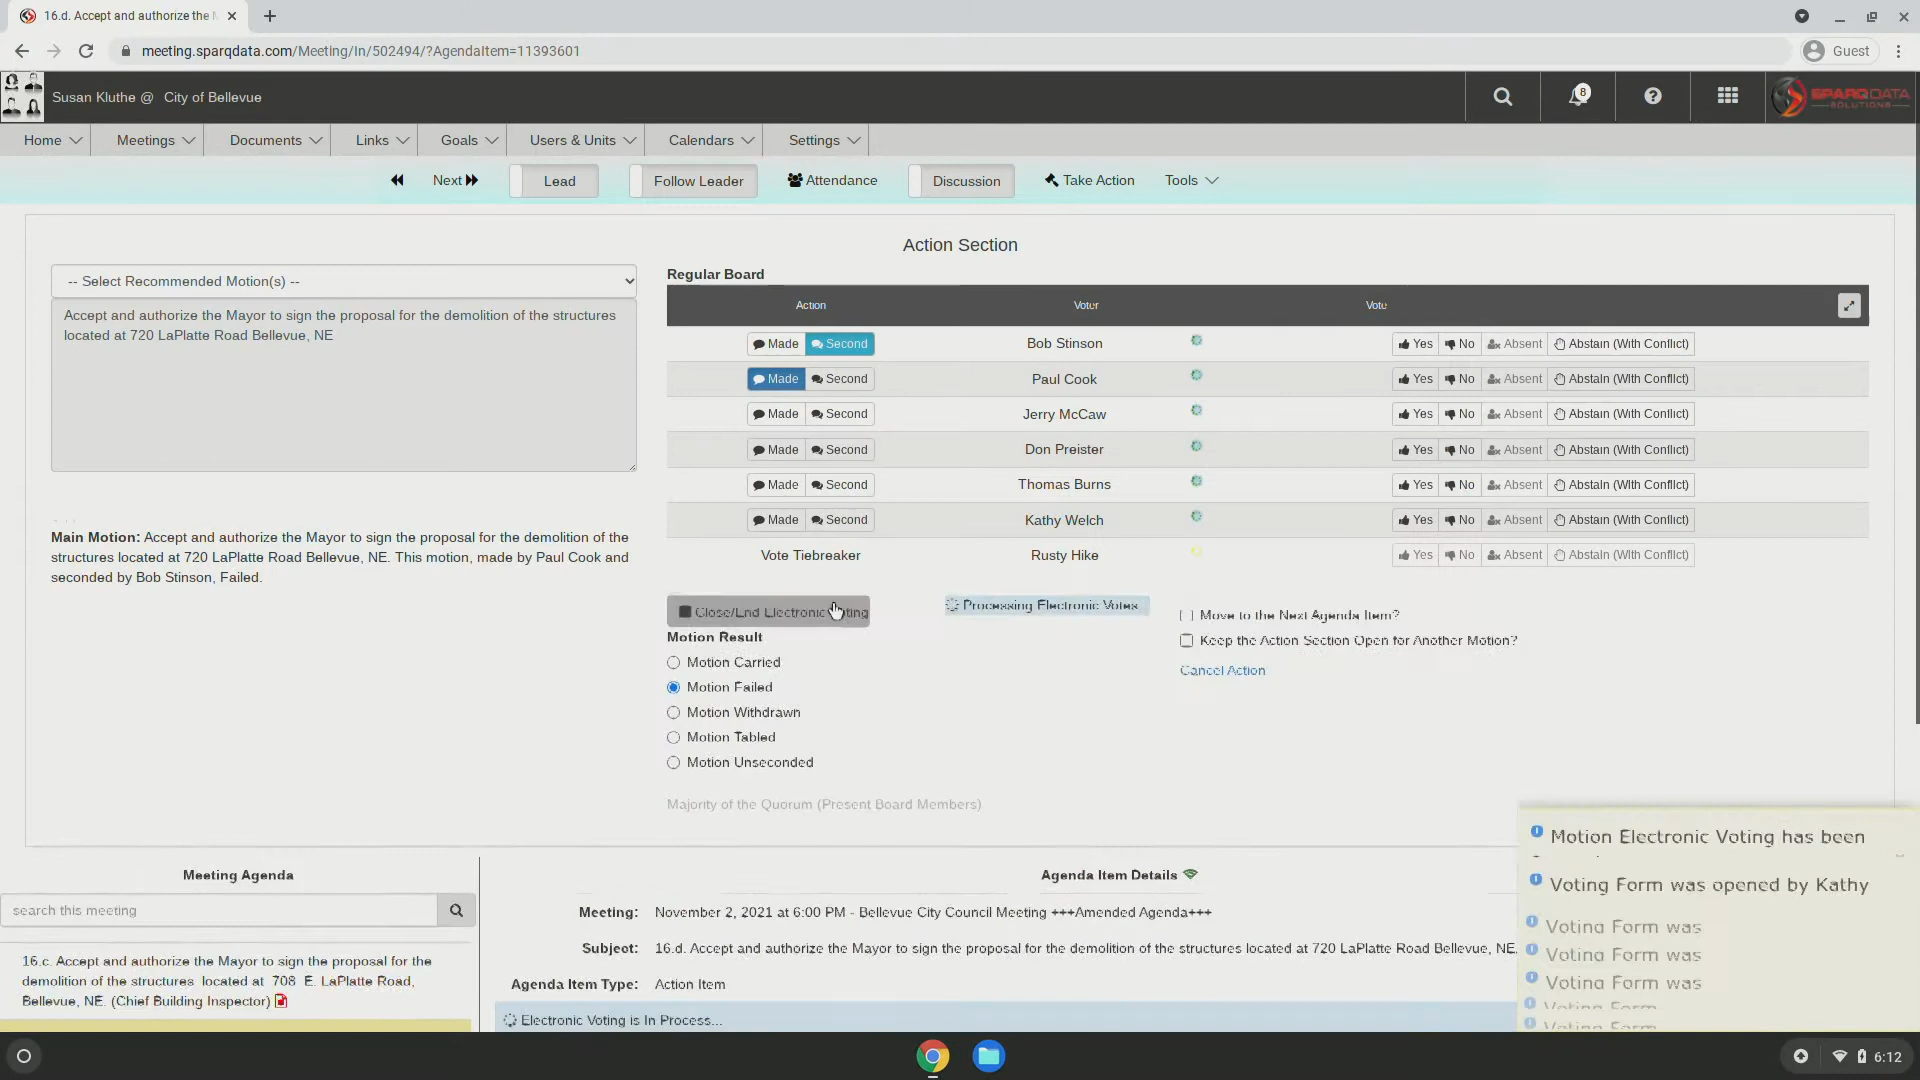 16.d. Accept and authorize the
meeting.sparqdata.com/Meeting/In/502494/?AgendaItem=11393601
Guest
Susan Kluthe @ City of Bellevue
8
SPARQDATA
SOLUTIONS
Home
Meetings
Documents
Links
Goals
Users & Units
Calendars
Settings
Next
Lead
Follow Leader
Attendance
Discussion
Take Action
Tools
Action Section
-- Select Recommended Motion(s) --
Accept and authorize the Mayor to sign the proposal for the demolition of the structures
located at 720 LaPlatte Road Bellevue, NE
Main Motion: Accept and authorize the Mayor to sign the proposal for the demolition of the
structures located at 720 LaPlatte Road Bellevue, NE. This motion, made by Paul Cook and
seconded by Bob Stinson, Failed.
Regular Board
Action Voter Vote
Made Second Bob Stinson Yes No Absent Abstain (With Conflict)
Made Second Paul Cook Yes No Absent Abstain (With Conflict)
Made Second Jerry McCaw Yes No Absent Abstain (With Conflict)
Made Second Don Preister Yes No Absent Abstain (With Conflict)
Made Second Thomas Burns Yes No Absent Abstain (With Conflict)
Made Second Kathy Welch Yes No Absent Abstain (With Conflict)
Vote Tiebreaker Rusty Hike Yes No Absent Abstain (With Conflict)
Close/End Electronic Voting
Processing Electronic Votes
Move to the Next Agenda Item?
Keep the Action Section Open for Another Motion?
Cancel Action
Motion Result
Motion Carried
Motion Failed
Motion Withdrawn
Motion Tabled
Motion Unseconded
Majority of the Quorum (Present Board Members)
Meeting Agenda
search this meeting
16.c. Accept and authorize the Mayor to sign the proposal for the
demolition of the structures located at 708 E. LaPlatte Road,
Bellevue, NE. (Chief Building Inspector)
Agenda Item Details
Meeting: November 2, 2021 at 6:00 PM - Bellevue City Council Meeting +++Amended Agenda+++
Subject: 16.d. Accept and authorize the Mayor to sign the proposal for the demolition of the structures located at 720 LaPlatte Road Bellevue, NE.
Agenda Item Type: Action Item
Electronic Voting is In Process...
Motion Electronic Voting has been
Voting Form was opened by Kathy
Voting Form was
Voting Form was
Voting Form was
Voting Form
Voting Form
6:12